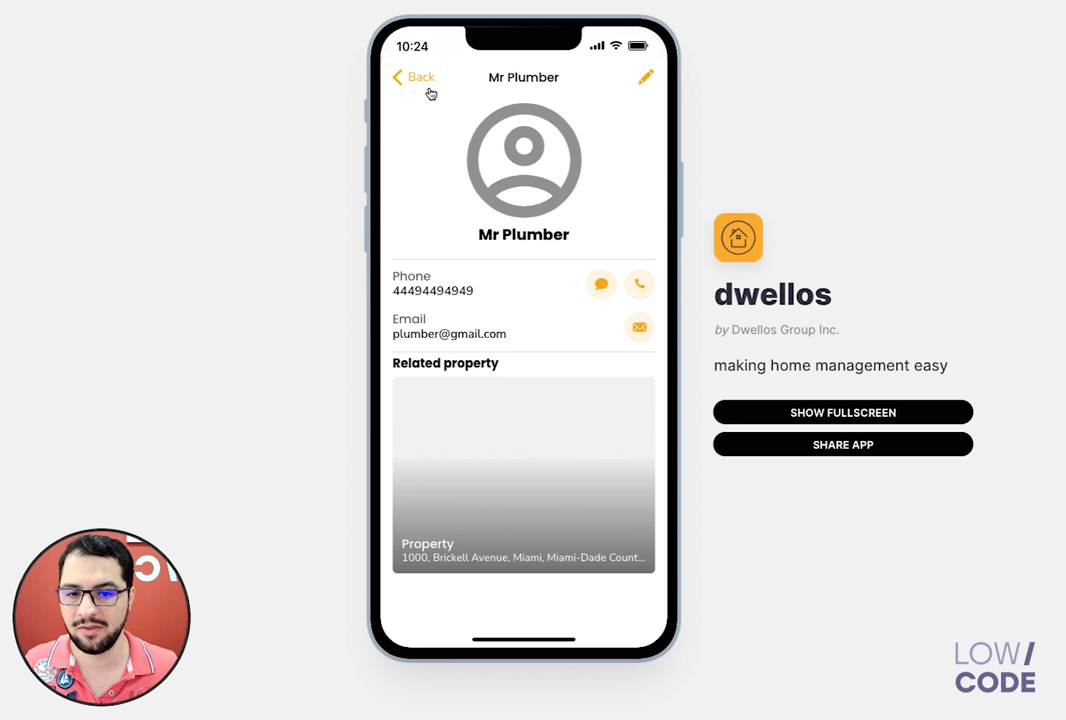 10:24
Back
Mr Plumber
Mr Plumber
Phone
44494494949
Email
plumber@gmail.com
Related property
Property
1000, Brickell Avenue, Miami, Miami-Dade Count...
dwellos
by Dwellos Group Inc.
making home management easy
SHOW FULLSCREEN
SHARE APP
LOW/
CODE